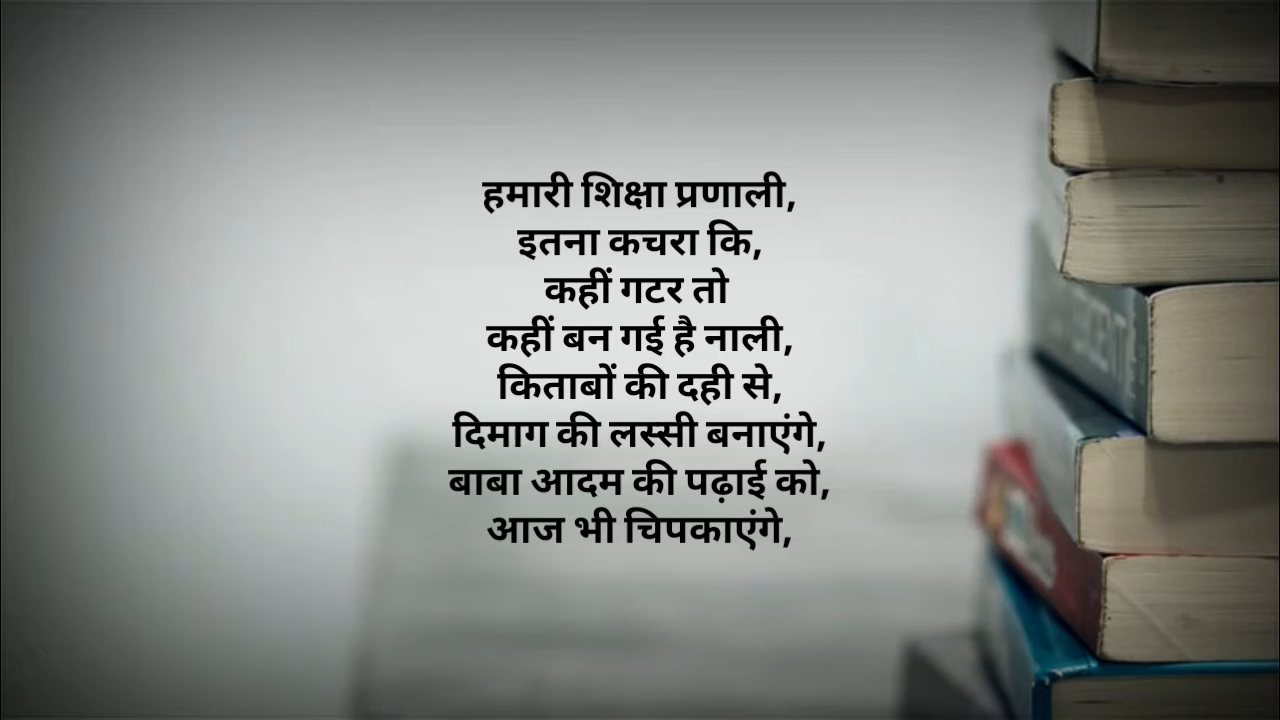 हमारी शिक्षा प्रणाली,
इतना कचरा कि,
कहीं गटर तो
कहीं बन गई है नाली,
किताबों की दही से,
दिमाग की लस्सी बनाएंगे,
बाबा आदम की पढ़ाई को,
आज भी चिपकाएंगे,